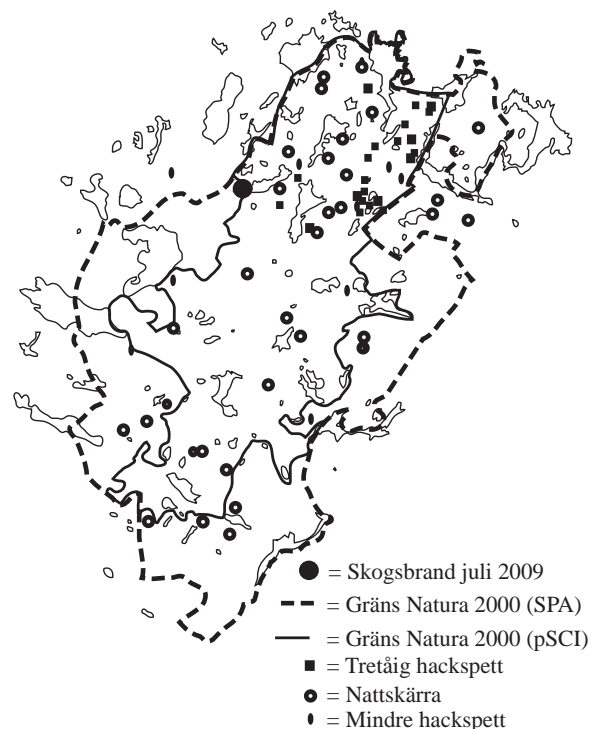 = Skogsbrand juli 2009
= Gräns Natura 2000 (SPA)
= Gräns Natura 2000 (pSCI)
= Tretåig hackspett
= Nattskärra
= Mindre hackspett